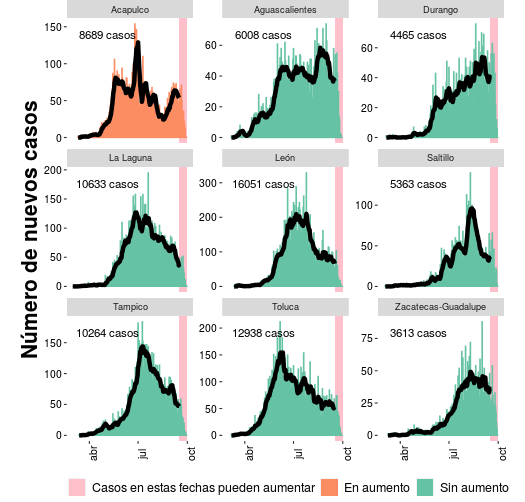 Número de nuevos casos
Acapulco
Aguascalientes
Durango
8689 casos
6008 casos
4465 casos
150
100
50
0
60
40
20
0
60
40
20
0
La Laguna
León
Saltillo
10633 casos
16051 casos
5363 casos
200
150
100
50
0
300
200
100
0
100
50
0
Tampico
Toluca
Zacatecas-Guadalupe
10264 casos
12938 casos
3613 casos
150
100
50
0
200
150
100
50
0
75
50
25
0
abr
jul
oct
abr
jul
oct
abr
jul
oct
Casos en estas fechas pueden aumentar
En aumento
Sin aumento